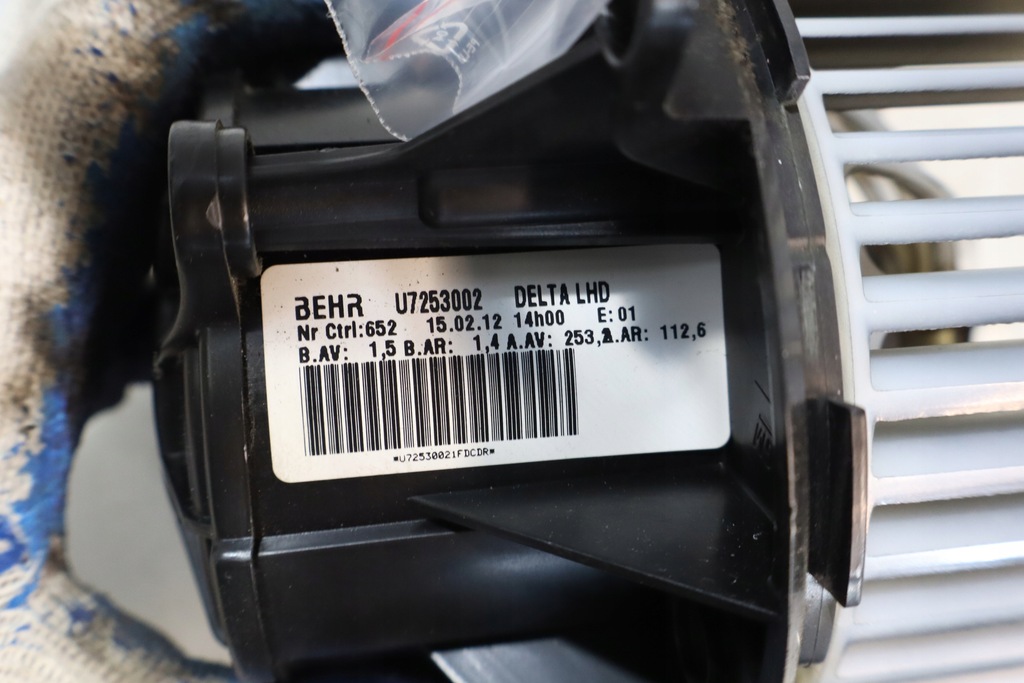 BEHR U7253002 DELTA LHD
Nr Ctrl:652 15.02.12 14h00 E:01
B.AV: 1,5 B.AR: 1,4 A.AV: 253, A.AR: 112,6
*U72530021FDCDR*